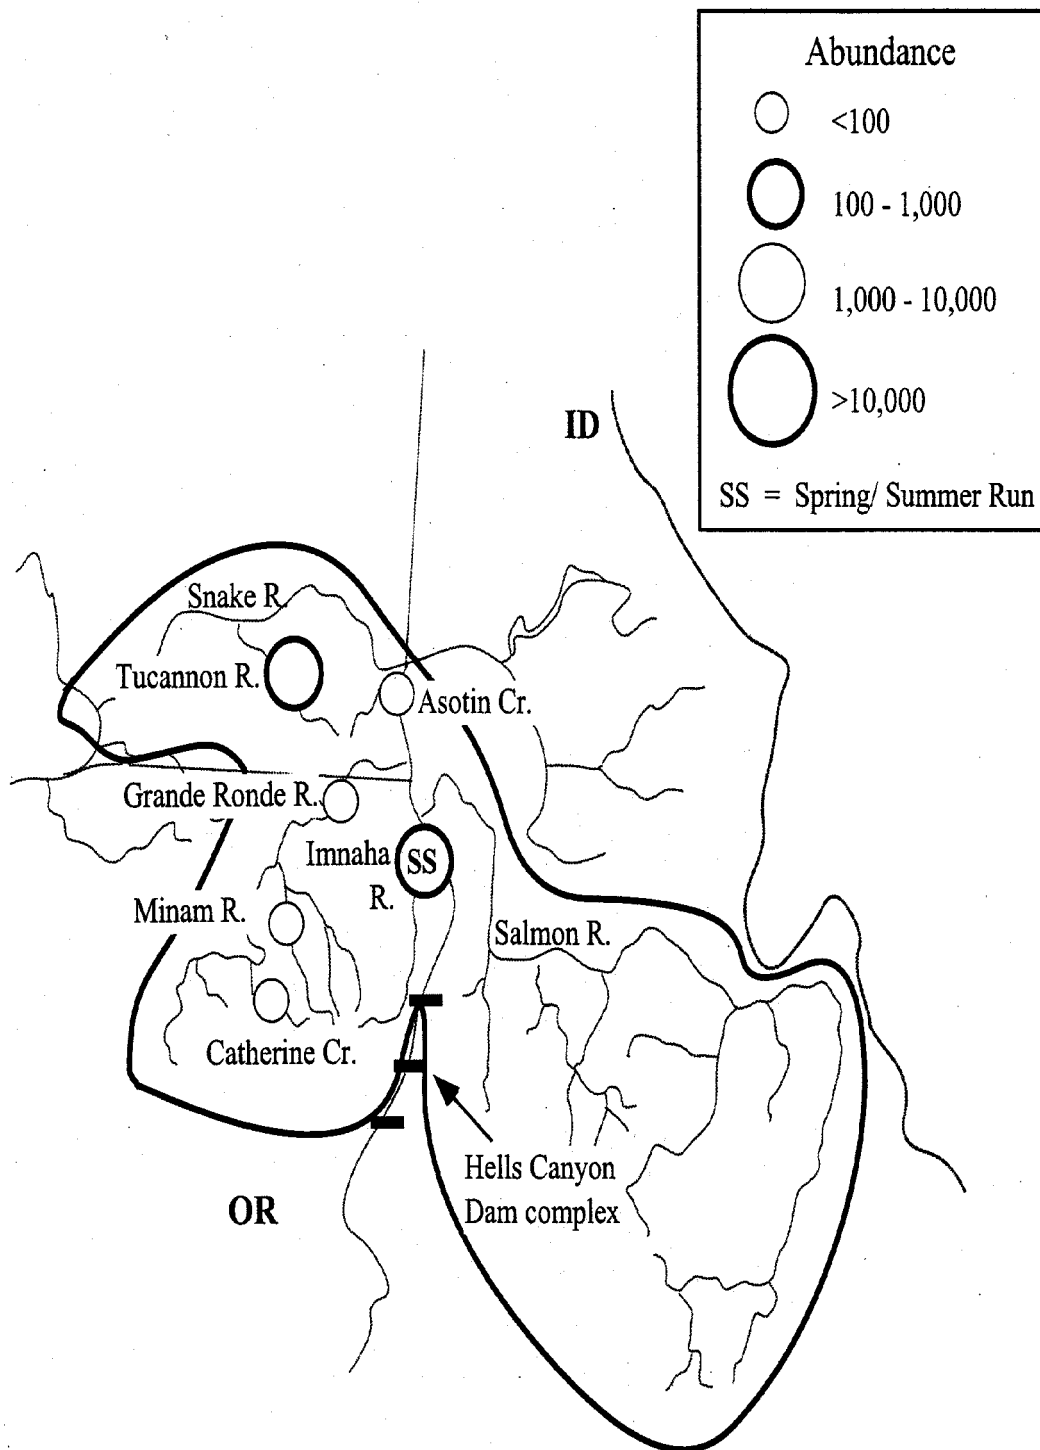 Abundance
<100
100 - 1,000
1,000 - 10,000
>10,000
SS = Spring/ Summer Run
ID
Snake R.
Tucannon R.
Asotin Cr.
Grande Ronde R.
Imnaha
R.
SS
Minam R.
Salmon R.
Catherine Cr.
Hells Canyon
Dam complex
OR